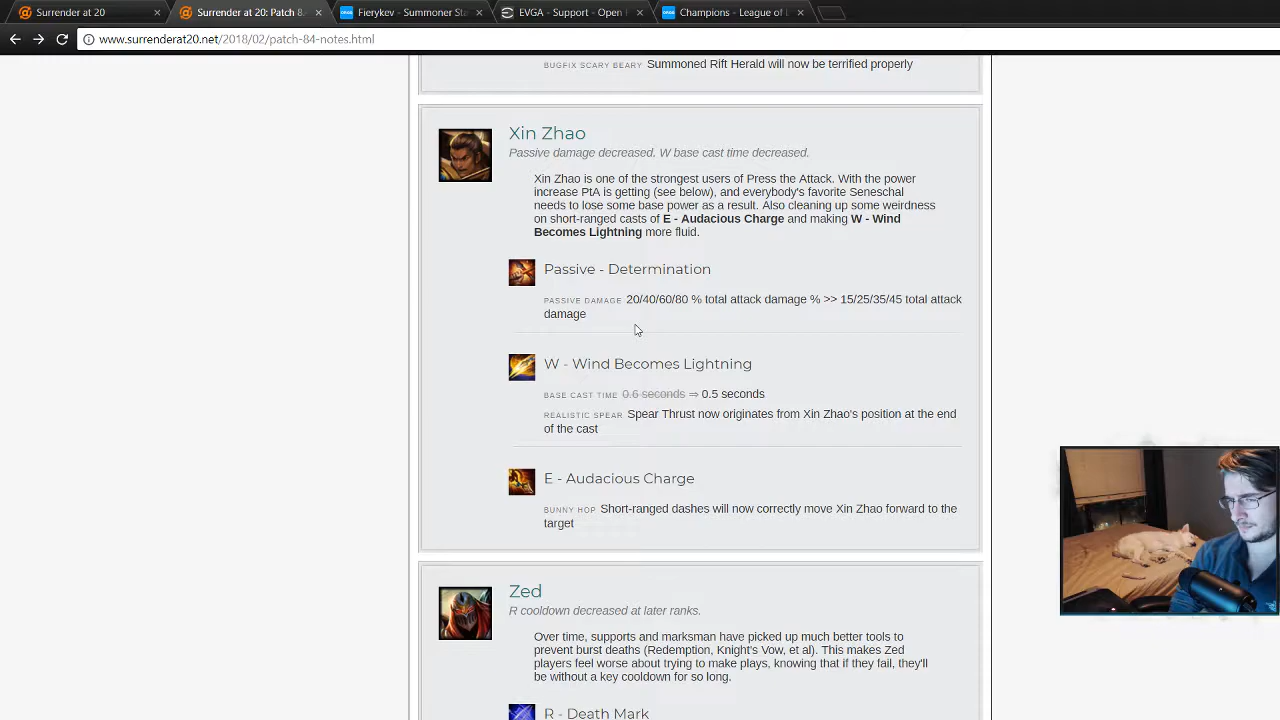 Surrender at 20
Surrender at 20: Patch 8.
Fierykev - Summoner Sta
EVGA - Support - Open
Champions - League of L
www.surrenderat20.net/2018/02/patch-84-notes.html
BUGFIX SCARY BEARY Summoned Rift Herald will now be terrified properly
Xin Zhao
Passive damage decreased. W base cast time decreased.
Xin Zhao is one of the strongest users of Press the Attack. With the power
increase PtA is getting (see below), and everybody's favorite Seneschal
needs to lose some base power as a result. Also cleaning up some weirdness
on short-ranged casts of E - Audacious Charge and making W - Wind
Becomes Lightning more fluid.
Passive - Determination
PASSIVE DAMAGE 20/40/60/80 % total attack damage % >> 15/25/35/45 total attack
damage
W - Wind Becomes Lightning
BASE CAST TIME 0.6 seconds ⇒ 0.5 seconds
REALISTIC SPEAR Spear Thrust now originates from Xin Zhao's position at the end
of the cast
E - Audacious Charge
BUNNY HOP Short-ranged dashes will now correctly move Xin Zhao forward to the
target
Zed
R cooldown decreased at later ranks.
Over time, supports and marksman have picked up much better tools to
prevent burst deaths (Redemption, Knight's Vow, et al). This makes Zed
players feel worse about trying to make plays, knowing that if they fail, they'll
be without a key cooldown for so long.
R - Death Mark